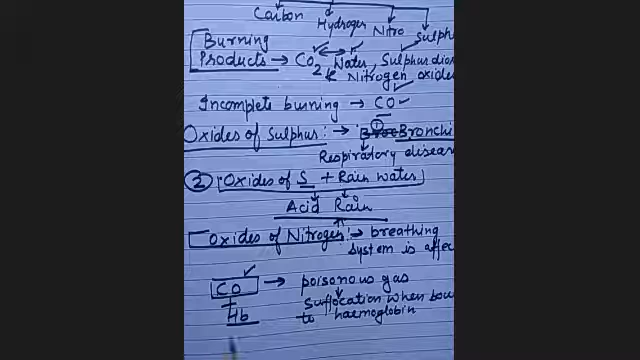 Carbon Hydrogen Nitro Sulph
Burning Products → CO2 Water, Sulphur diox
Nitrogen oxides
Incomplete burning → CO
Oxides of Sulphur: → ① Bronchi
Respiratory diseas
② Oxides of S + Rain water
Acid Rain
Oxides of Nitrogen: → breathing
system is affec
CO → poisonous gas
+ Suffocation when bou
Hb to haemoglobin